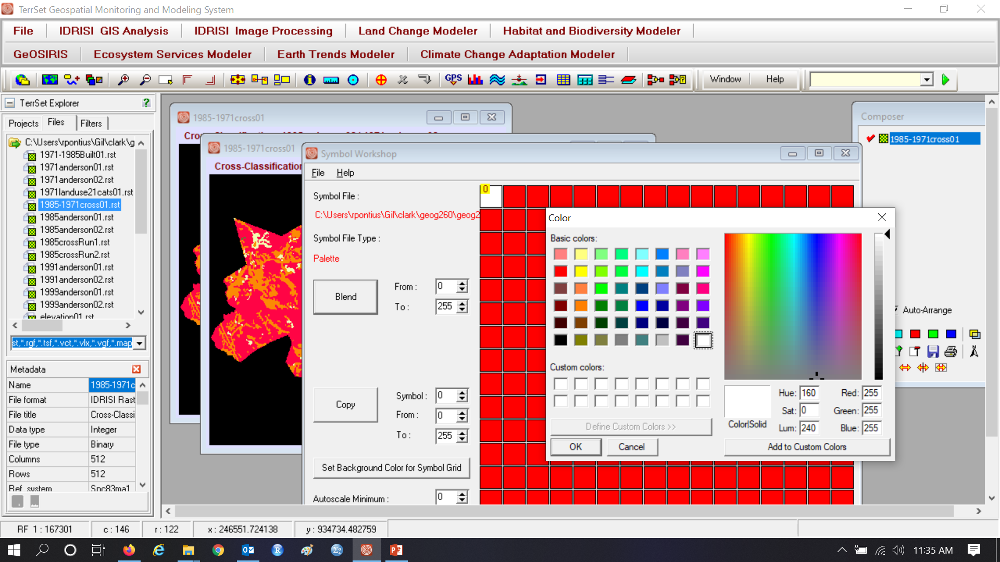 TerrSet Geospatial Monitoring and Modeling System
File
IDRISI GIS Analysis
IDRISI Image Processing
Land Change Modeler
Habitat and Biodiversity Modeler
GeOSIRIS
Ecosystem Services Modeler
Earth Trends Modeler
Climate Change Adaptation Modeler
GPS
Window
Help
TerrSet Explorer
?
Projects
Files
Filters
C:\Users\rpontius\Gil\clark\g
1971-1985Built01.rst
1971anderson01.rst
1971anderson02.rst
1971landuse21cats01.rst
1985-1971cross01.rst
1985anderson01.rst
1985anderson02.rst
1985crossRun1.rst
1985crossRun2.rst
1991anderson01.rst
1991anderson02.rst
1999anderson01.rst
1999anderson02.rst
elevation01.rst
st,*.rgf,*.tsf,*.vct,*.vlx,*.vgf,*.map
Metadata
Name 1985-1971c
File format IDRISI Rast
File title Cross-Classi
Data type Integer
File type Binary
Columns 512
Rows 512
Ref. system Spc83ma1
1985-1971cross01
1985-1971cross01
Cross-Classification
Symbol Workshop
File Help
Symbol File :
C:\Users\rpontius\Gil\clark\geog260\geog2
Symbol File Type :
Palette
Blend
From : 0
To : 255
Copy
Symbol : 0
From : 0
To : 255
Set Background Color for Symbol Grid
Autoscale Minimum : 0
0
Color
Basic colors:
Custom colors:
Define Custom Colors >>
OK
Cancel
Color|Solid
Hue: 160
Sat: 0
Lum: 240
Red: 255
Green: 255
Blue: 255
Add to Custom Colors
Composer
1985-1971cross01
Auto-Arrange
RF 1 : 167301
c : 146
r : 122
x : 246551.724138
y : 934734.482759
11:35 AM